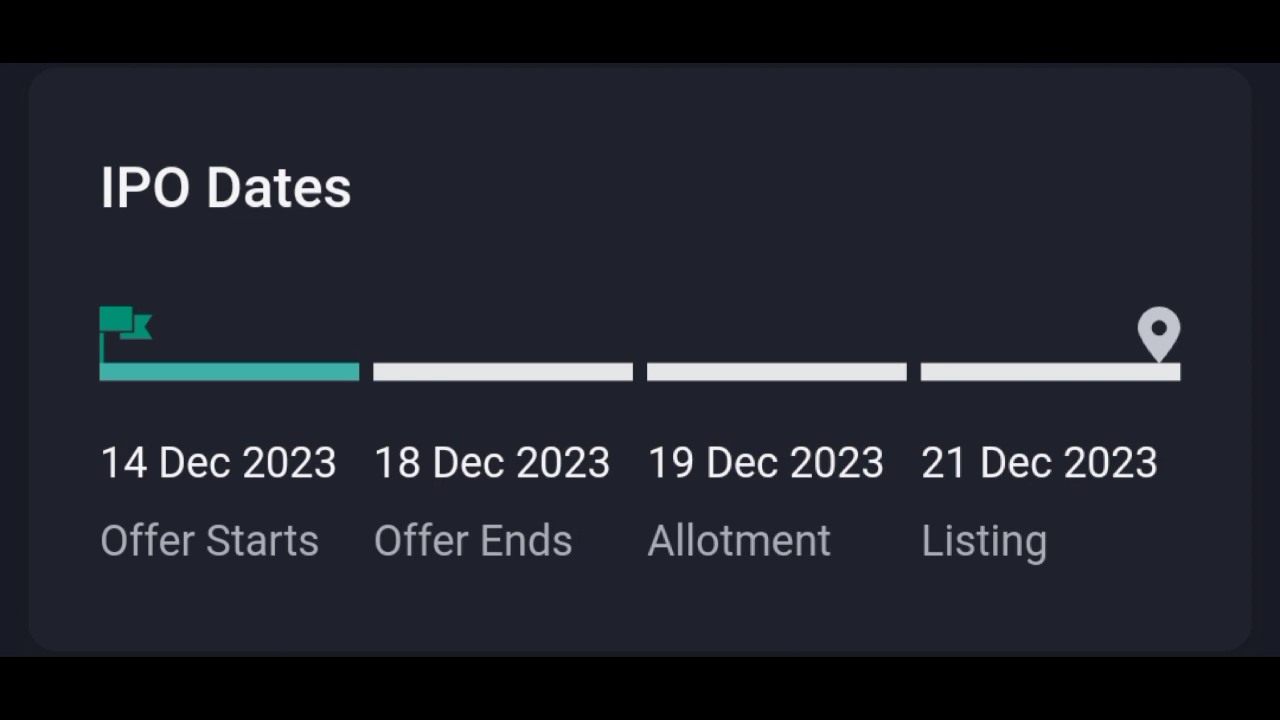 IPO Dates
14 Dec 2023 18 Dec 2023 19 Dec 2023 21 Dec 2023
Offer Starts Offer Ends Allotment Listing